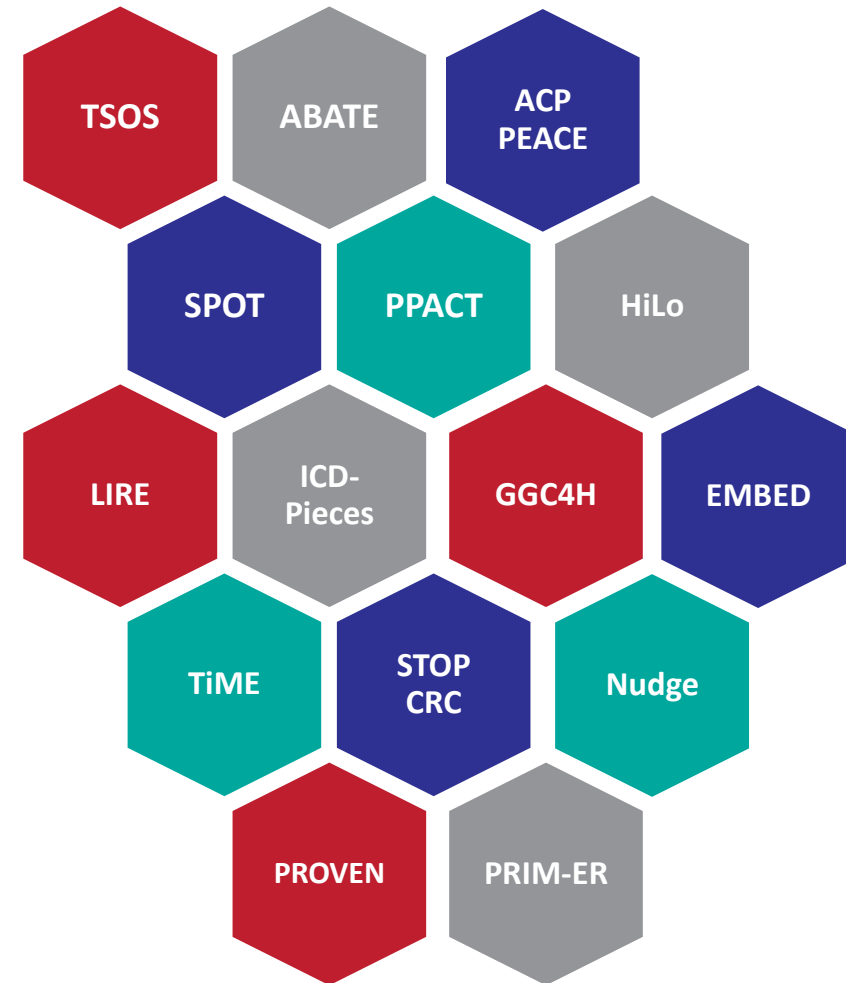 TSOS
ABATE
ACP
PEACE
SPOT
PPACT
HiLo
LIRE
ICD-
Pieces
GGC4H
EMBED
TiME
STOP
CRC
Nudge
PROVEN
PRIM-ER